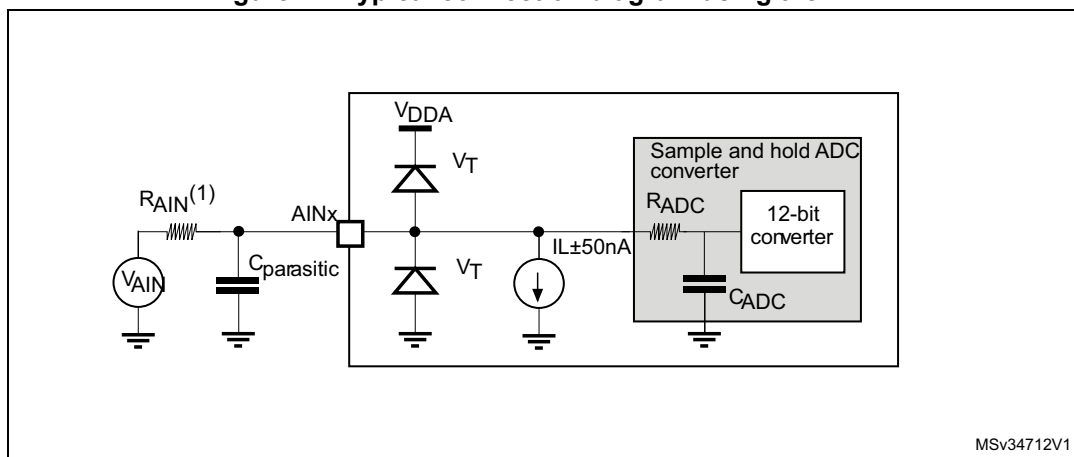 VDDA
VT
Sample and hold ADC
converter
RAIN(1)
AINx
RADC
12-bit
converter
IL±50nA
VAIN
Cparasitic
VT
CADC
MSv34712V1